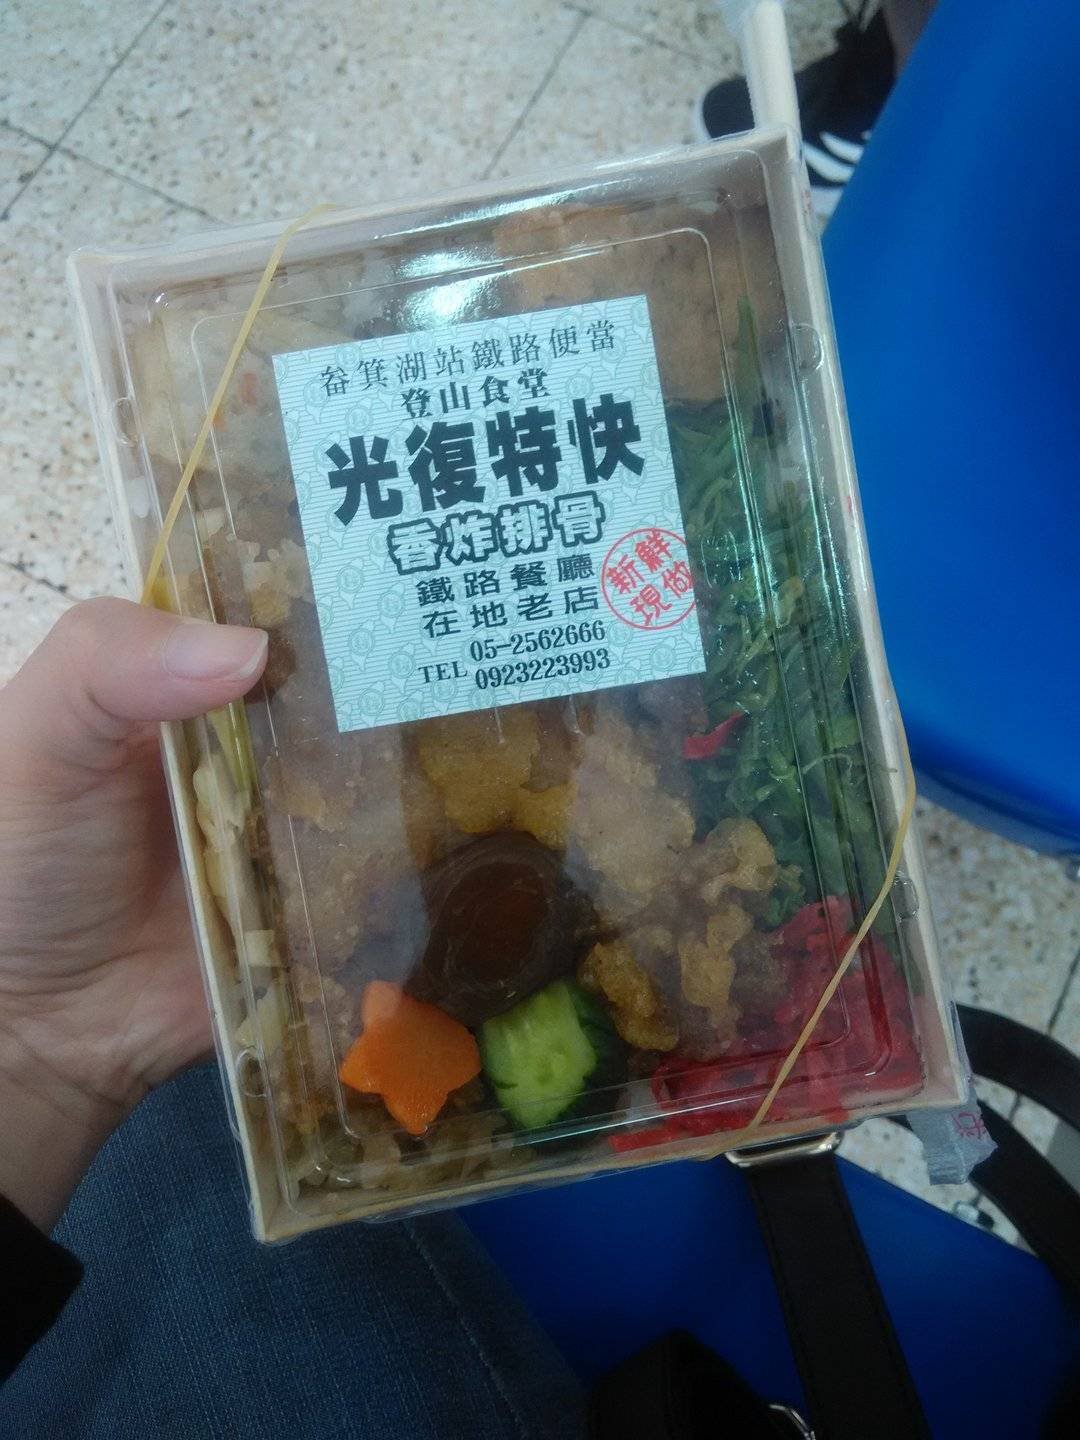 畚箕湖站鐵路便當
登山食堂
光復特快
香炸排骨
鐵路餐廳
在地老店
新鮮
現做
TEL 05-2562666
0923223993